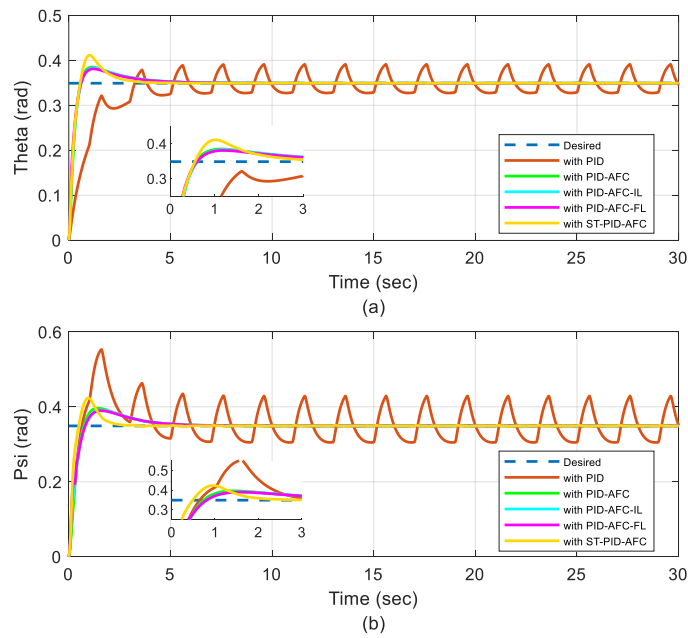 Theta (rad)
0.5
0.4
0.3
0.2
0.1
0
0.4
0.3
0 1 2 3
Desired
with PID
with PID-AFC
with PID-AFC-IL
with PID-AFC-FL
with ST-PID-AFC
0 5 10 15 20 25 30
Time (sec)
(a)
Psi (rad)
0.6
0.4
0.2
0
0.5
0.4
0.3
0 1 2 3
Desired
with PID
with PID-AFC
with PID-AFC-IL
with PID-AFC-FL
with ST-PID-AFC
0 5 10 15 20 25 30
Time (sec)
(b)